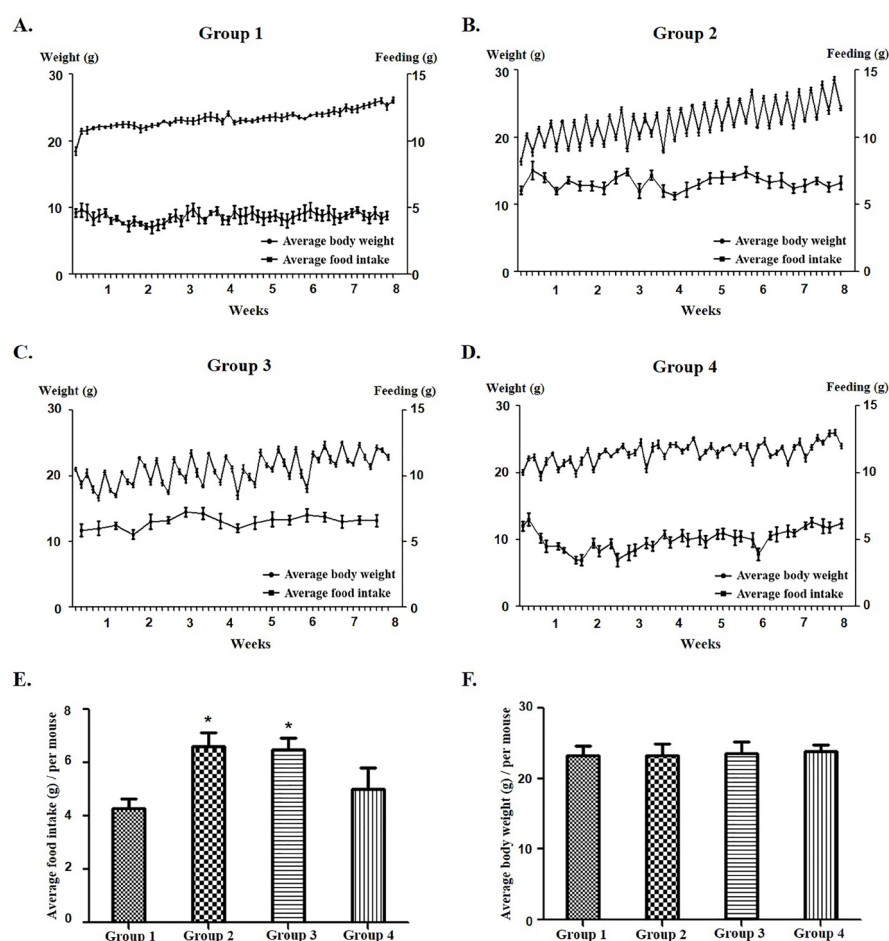 A.
Group 1
Weight (g)
Feeding (g)
30
20
10
0
15
10
5
0
Average body weight
Average food intake
1 2 3 4 5 6 7 8
Weeks
B.
Group 2
Weight (g)
Feeding (g)
30
20
10
0
15
10
5
0
Average body weight
Average food intake
1 2 3 4 5 6 7 8
Weeks
C.
Group 3
Weight (g)
Feeding (g)
30
20
10
0
15
10
5
0
Average body weight
Average food intake
1 2 3 4 5 6 7 8
Weeks
D.
Group 4
Weight (g)
Feeding (g)
30
20
10
0
15
10
5
0
Average body weight
Average food intake
1 2 3 4 5 6 7 8
Weeks
E.
Average food intake (g) / per mouse
8
6
4
2
0
* *
Group 1 Group 2 Group 3 Group 4
F.
Average body weight (g) / per mouse
30
20
10
0
Group 1 Group 2 Group 3 Group 4